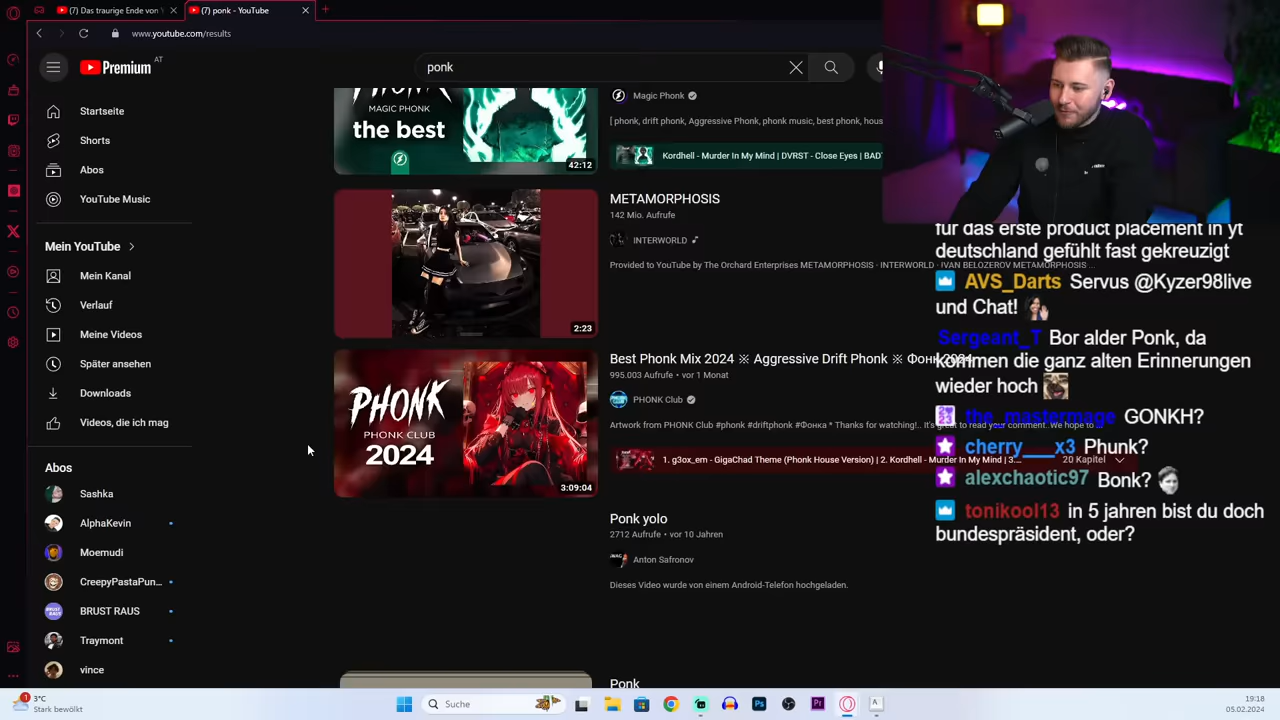 (7) Das traurige Ende von Y
(7) ponk - YouTube
www.youtube.com/results
Premium AT
ponk
Startseite
Shorts
Abos
YouTube Music
Mein YouTube
Mein Kanal
Verlauf
Meine Videos
Später ansehen
Downloads
Videos, die ich mag
Abos
Sashka
AlphaKevin
Moemudi
CreepyPastaPun...
BRUST RAUS
Traymont
vince
MAGIC PHONK
the best
42:12
Magic Phonk
[ phonk, drift phonk, Aggressive Phonk, phonk music, best phonk, hous
Kordhell - Murder In My Mind | DVRST - Close Eyes | BAD
2:23
METAMORPHOSIS
142 Mio. Aufrufe
INTERWORLD
Provided to YouTube by The Orchard Enterprises METAMORPHOSIS · INTERWORLD · IVAN BELOZEROV METAMORPHOSIS ...
PHONK
PHONK CLUB
2024
3:09:04
Best Phonk Mix 2024 ※ Aggressive Drift Phonk ※ Фонк 2024
995.003 Aufrufe • vor 1 Monat
PHONK Club
Artwork from PHONK Club #phonk #driftphonk #Фонка * Thanks for watching!.. It's great to read your comment..We hope to ...
1. g3ox_em - GigaChad Theme (Phonk House Version) | 2. Kordhell - Murder In My Mind | 3....
20 Kapitel
Ponk yolo
2712 Aufrufe • vor 10 Jahren
Anton Safronov
Dieses Video wurde von einem Android-Telefon hochgeladen.
Ponk
für das erste product placement in yt
deutschland gefühlt fast gekreuzigt
AVS_Darts Servus @Kyzer98live
und Chat!
Sergeant_T Bor alder Ponk, da
kommen die ganz alten Erinnerungen
wieder hoch
the_mastermage GONKH?
cherry___x3 Phunk?
alexchaotic97 Bonk?
tonikool13 in 5 jahren bist du doch
bundespräsident, oder?
1
3°C
Stark bewölkt
Suche
19:18
05.02.2024